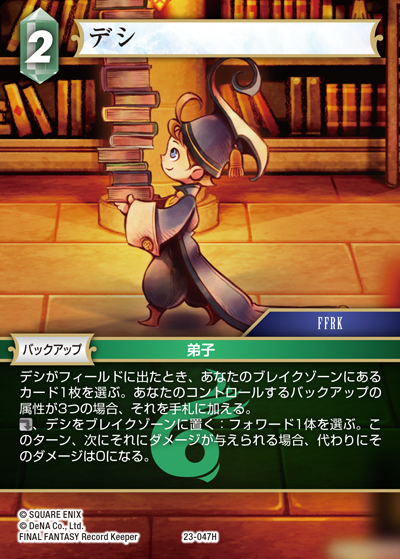 2
デシ
FFRK
バックアップ
弟子
デシがフィールドに出たとき、あなたのブレイクゾーンにある
カード1枚を選ぶ。あなたのコントロールするバックアップの
属性が3つの場合、それを手札に加える。
、デシをブレイクゾーンに置く：フォワード1体を選ぶ。こ
のターン、次にそれにダメージが与えられる場合、代わりにそ
のダメージは0になる。
© SQUARE ENIX
© DeNA Co., Ltd.
FINAL FANTASY Record Keeper
23-047H